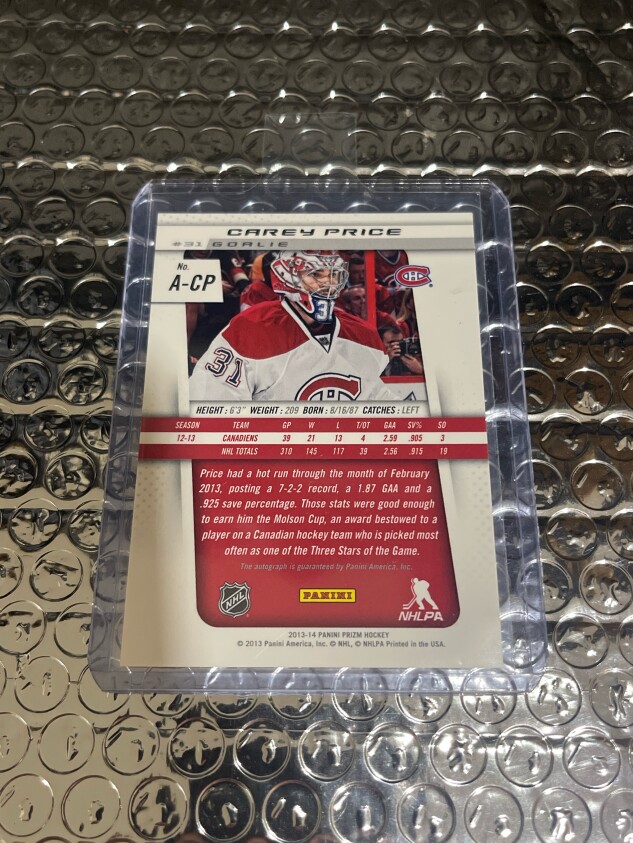 CAREY PRICE
#31 GOALIE
No.
A-CP
31
31
HEIGHT : 6'3" WEIGHT : 209 BORN : 8/16/87 CATCHES : LEFT
SEASON TEAM GP W L T/OT GAA SV% SO
12-13 CANADIENS 39 21 13 4 2.59 .905 3
NHL TOTALS 310 145 117 39 2.56 .915 19
Price had a hot run through the month of February
2013, posting a 7-2-2 record, a 1.87 GAA and a
.925 save percentage. Those stats were good enough
to earn him the Molson Cup, an award bestowed to a
player on a Canadian hockey team who is picked most
often as one of the Three Stars of the Game.
The autograph is guaranteed by Panini America, Inc.
NHL PANINI NHLPA
2013-14 PANINI PRIZM HOCKEY
© 2013 Panini America, Inc. © NHL, © NHLPA Printed in the USA.